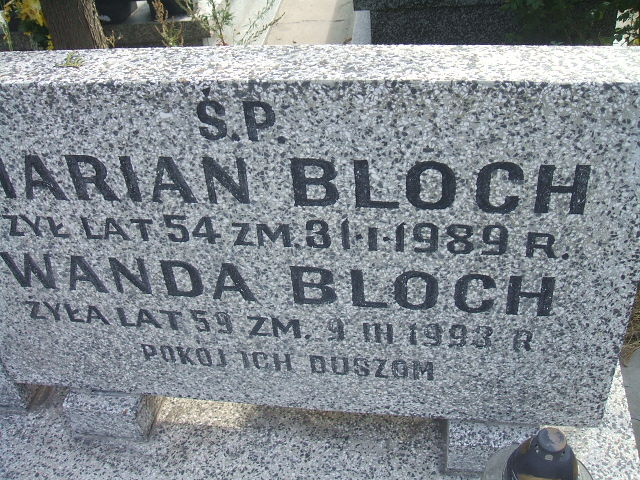 Ś.P.
MARIAN BLOCH
ŻYŁ LAT 54 ZM. 31·I·1989 R.
WANDA BLOCH
ŻYŁA LAT 59 ZM. 9 III 1993 R
POKÓJ ICH DUSZOM